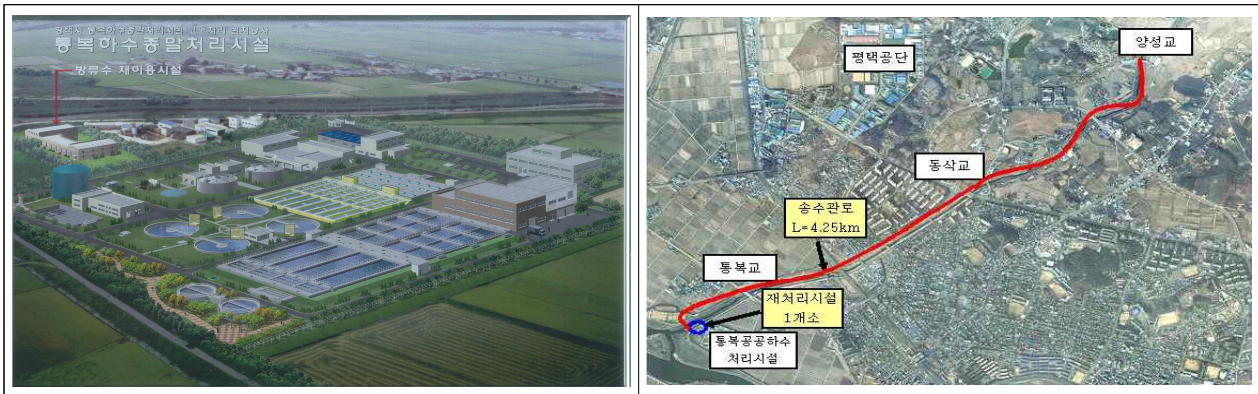 통복하수종말처리시설
방류수 재이용시설
양성교
평택공단
동삭교
송수관로
L=4.25km
통복교
재처리시설
1개소
통복공공하수
처리시설